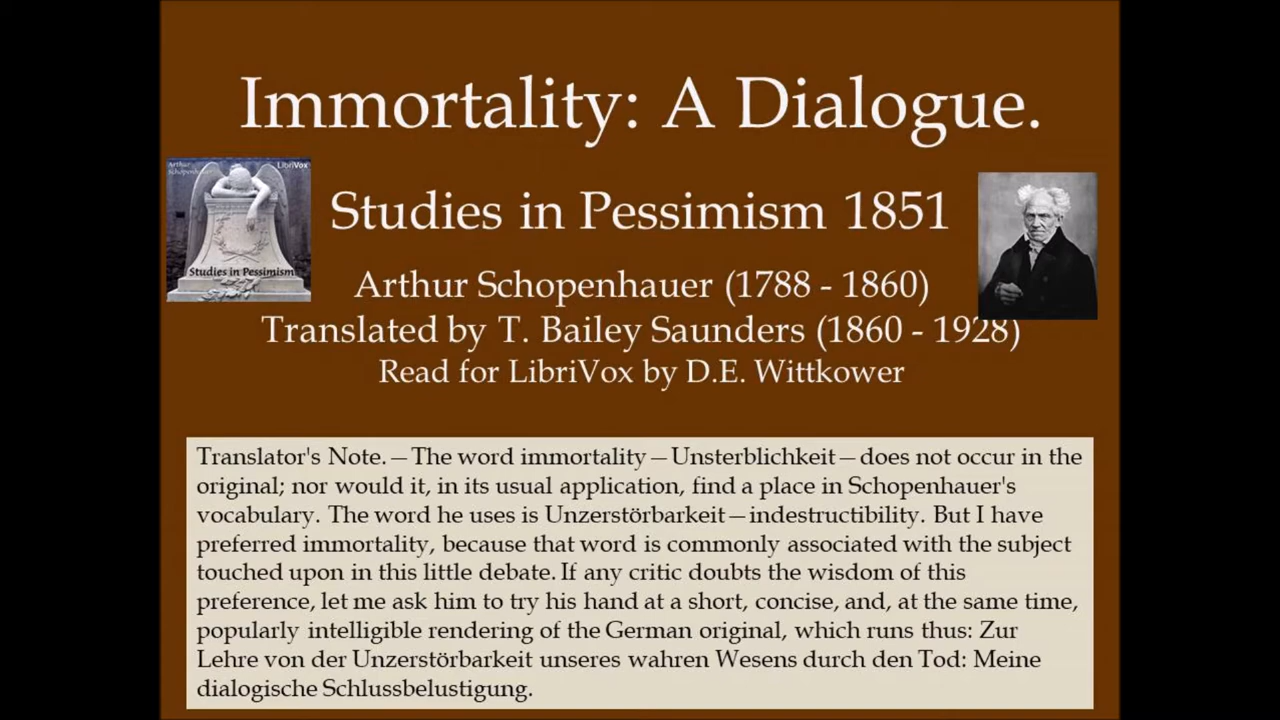 Immortality: A Dialogue.
Arthur
Schopenhauer
LibriVox
Studies in Pessimism
Studies in Pessimism 1851
Arthur Schopenhauer (1788 - 1860)
Translated by T. Bailey Saunders (1860 - 1928)
Read for LibriVox by D.E. Wittkower
Translator's Note.—The word immortality—Unsterblichkeit—does not occur in the
original; nor would it, in its usual application, find a place in Schopenhauer's
vocabulary. The word he uses is Unzerstörbarkeit—indestructibility. But I have
preferred immortality, because that word is commonly associated with the subject
touched upon in this little debate. If any critic doubts the wisdom of this
preference, let me ask him to try his hand at a short, concise, and, at the same time,
popularly intelligible rendering of the German original, which runs thus: Zur
Lehre von der Unzerstörbarkeit unseres wahren Wesens durch den Tod: Meine
dialogische Schlussbelustigung.